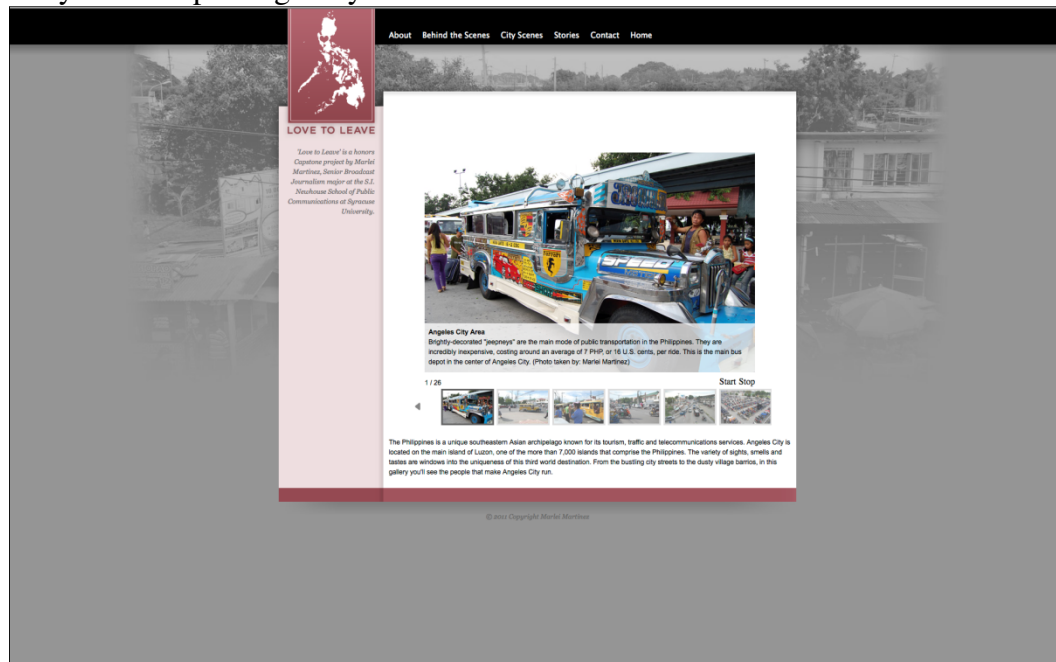 About Behind the Scenes City Scenes Stories Contact Home
LOVE TO LEAVE
'Love to Leave' is a honors
Capstone project by Marlei
Martinez, Senior Broadcast
Journalism major at the S.I.
Newhouse School of Public
Communications at Syracuse
University.
SPEED
Angeles City Area
Brightly-decorated "jeepneys" are the main mode of public transportation in the Philippines. They are
incredibly inexpensive, costing around an average of 7 PHP, or 16 U.S. cents, per ride. This is the main bus
depot in the center of Angeles City. (Photo taken by: Marlei Martinez)
1 / 26
Start Stop
The Philippines is a unique southeastern Asian archipelago known for its tourism, traffic and telecommunications services. Angeles City is
located on the main island of Luzon, one of the more than 7,000 islands that comprise the Philippines. The variety of sights, smells and
tastes are windows into the uniqueness of this third world destination. From the bustling city streets to the dusty village barrios, in this
gallery you'll see the people that make Angeles City run.
Copyright Marlei Martinez